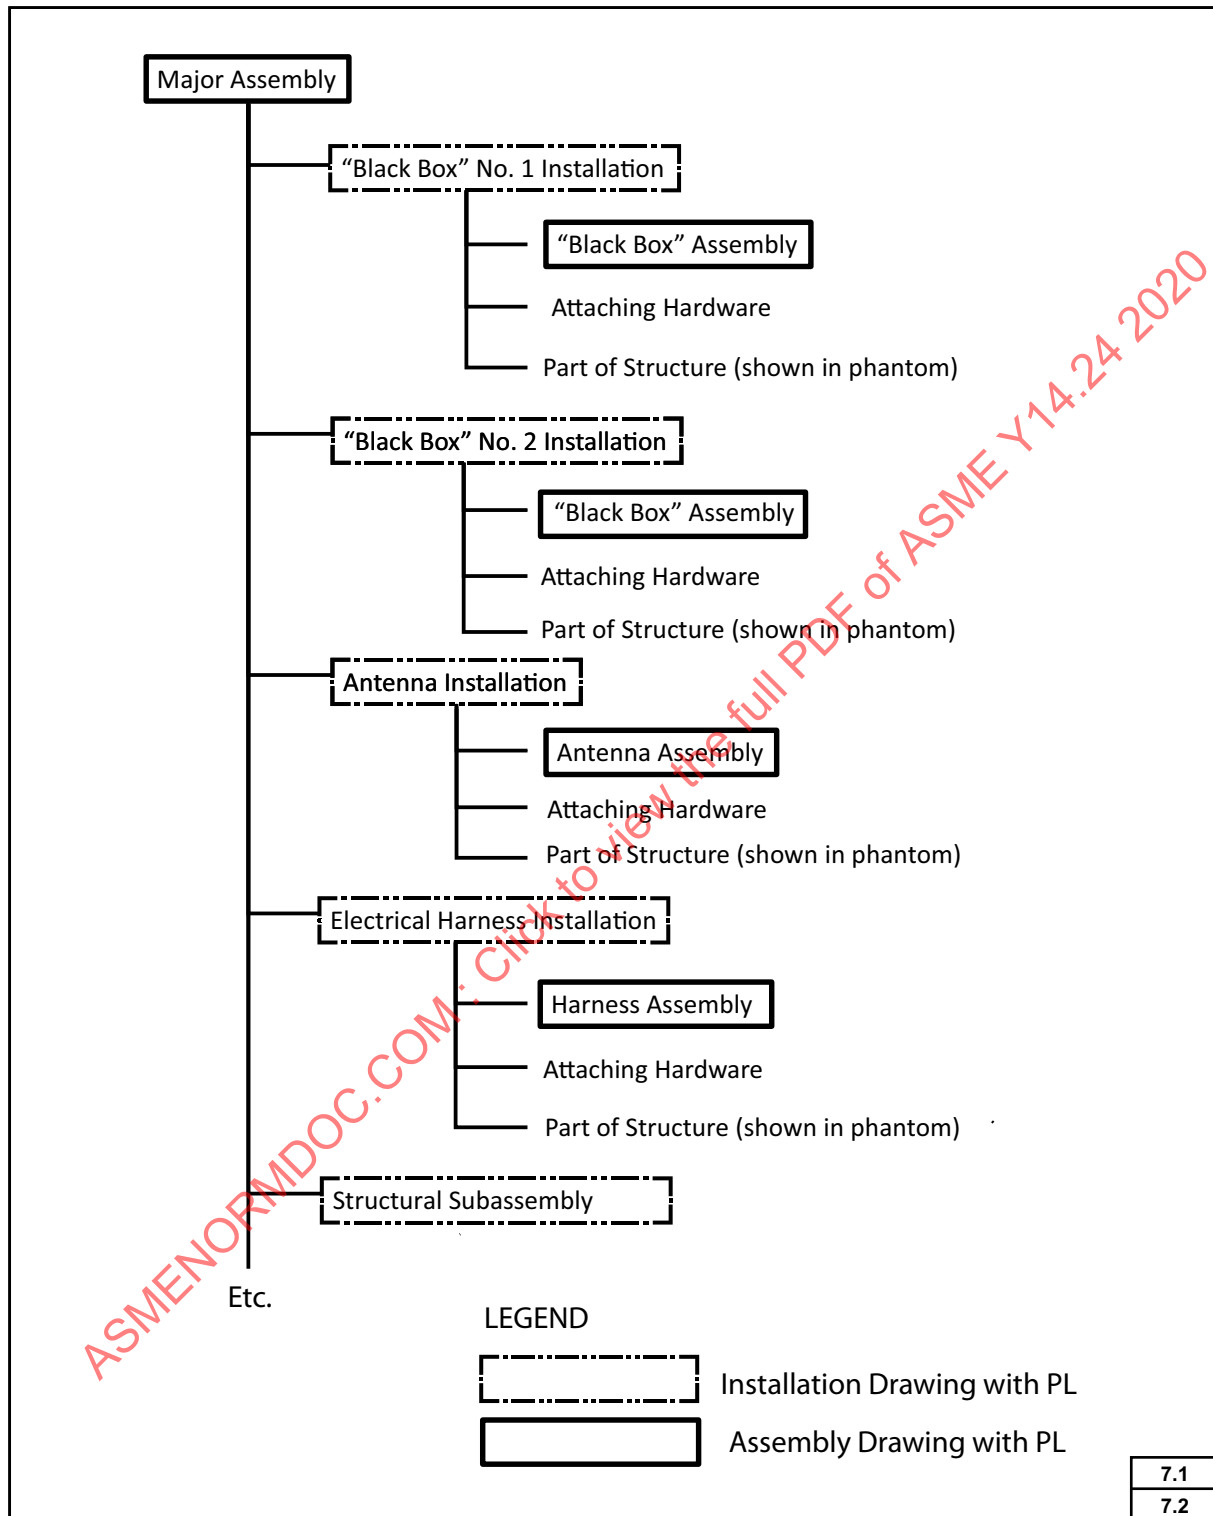 Major Assembly
“Black Box” No. 1 Installation
“Black Box” Assembly
Attaching Hardware
Part of Structure (shown in phantom)
“Black Box” No. 2 Installation
“Black Box” Assembly
Attaching Hardware
Part of Structure (shown in phantom)
Antenna Installation
Antenna Assembly
Attaching Hardware
Part of Structure (shown in phantom)
Electrical Harness Installation
Harness Assembly
Attaching Hardware
Part of Structure (shown in phantom)
Structural Subassembly
Etc.
LEGEND
Installation Drawing with PL
Assembly Drawing with PL
7.1
7.2
ASMENORMDOC.COM : Click to view the full PDF of ASME Y14.24 2020